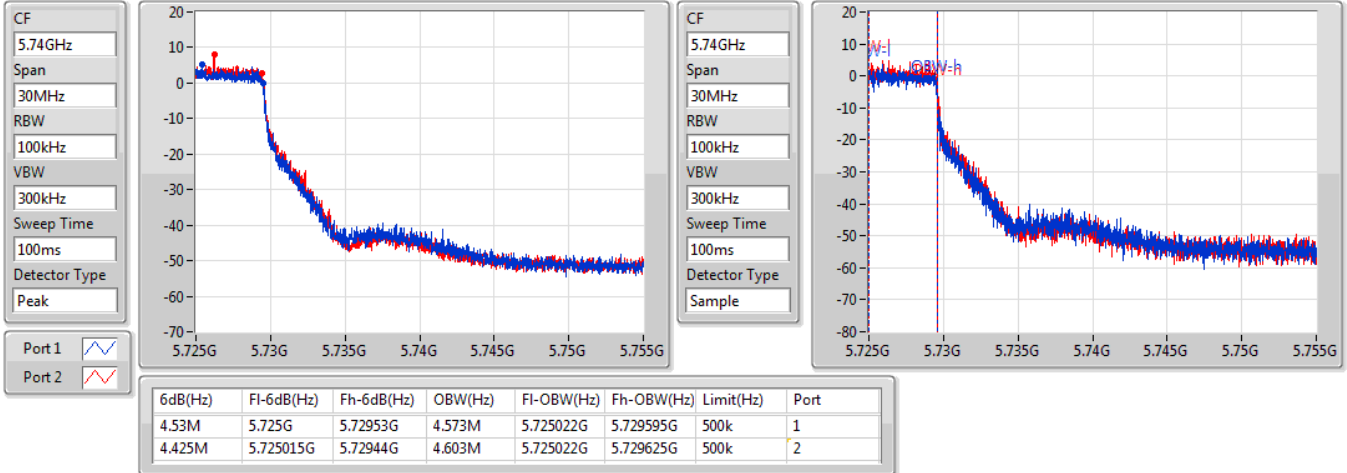 CF
5.74GHz
Span
30MHz
RBW
100kHz
VBW
300kHz
Sweep Time
100ms
Detector Type
Peak
Port 1
Port 2
20
10
0
-10
-20
-30
-40
-50
-60
-70
5.725G 5.73G 5.735G 5.74G 5.745G 5.75G 5.755G
CF
5.74GHz
Span
30MHz
RBW
100kHz
VBW
300kHz
Sweep Time
100ms
Detector Type
Sample
20
10
0
-10
-20
-30
-40
-50
-60
-70
-80
W-l
OBW-h
5.725G 5.73G 5.735G 5.74G 5.745G 5.75G 5.755G
6dB(Hz) Fl-6dB(Hz) Fh-6dB(Hz) OBW(Hz) Fl-OBW(Hz) Fh-OBW(Hz) Limit(Hz) Port
4.53M 5.725G 5.72953G 4.573M 5.725022G 5.729595G 500k 1
4.425M 5.725015G 5.72944G 4.603M 5.725022G 5.729625G 500k 2